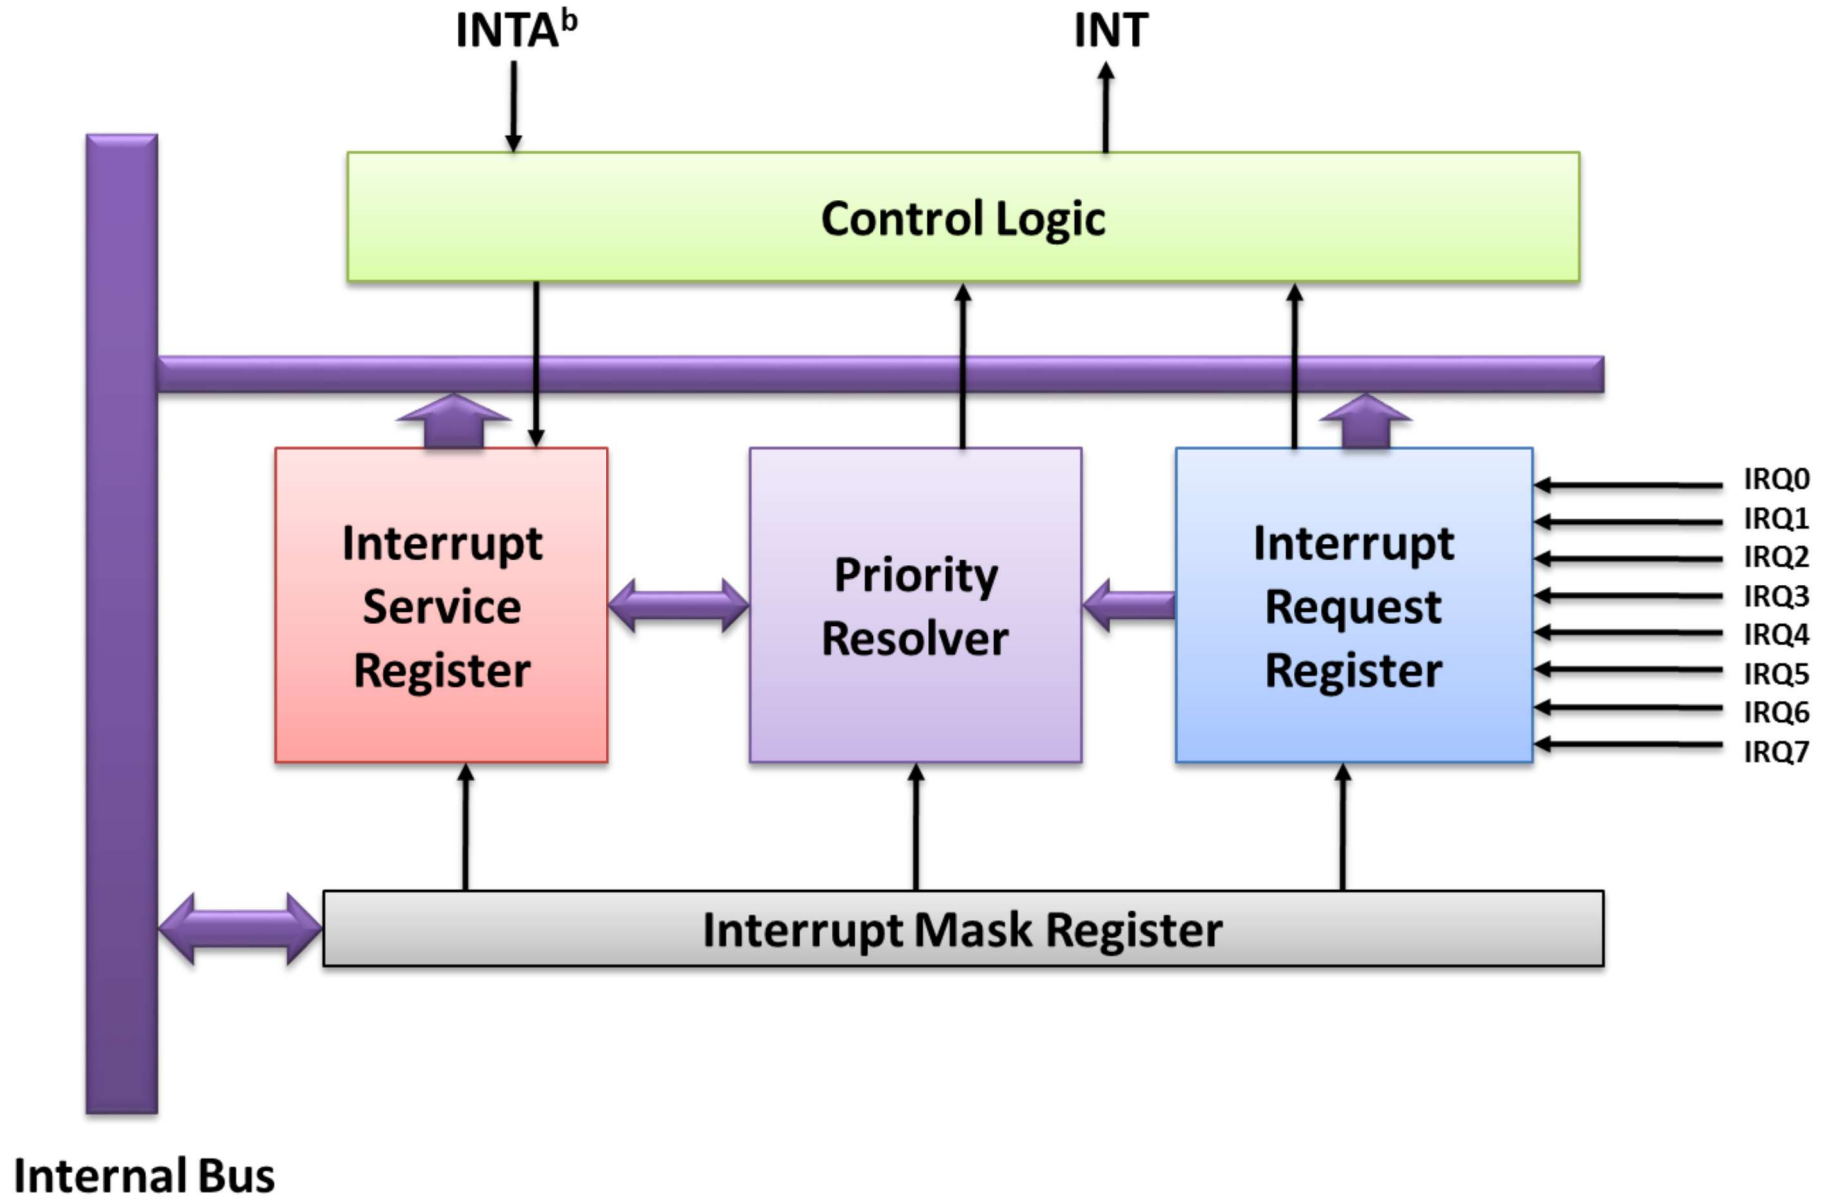 INTAᵇ
INT
Control Logic
Interrupt
Service
Register
Priority
Resolver
Interrupt
Request
Register
IRQ0
IRQ1
IRQ2
IRQ3
IRQ4
IRQ5
IRQ6
IRQ7
Interrupt Mask Register
Internal Bus